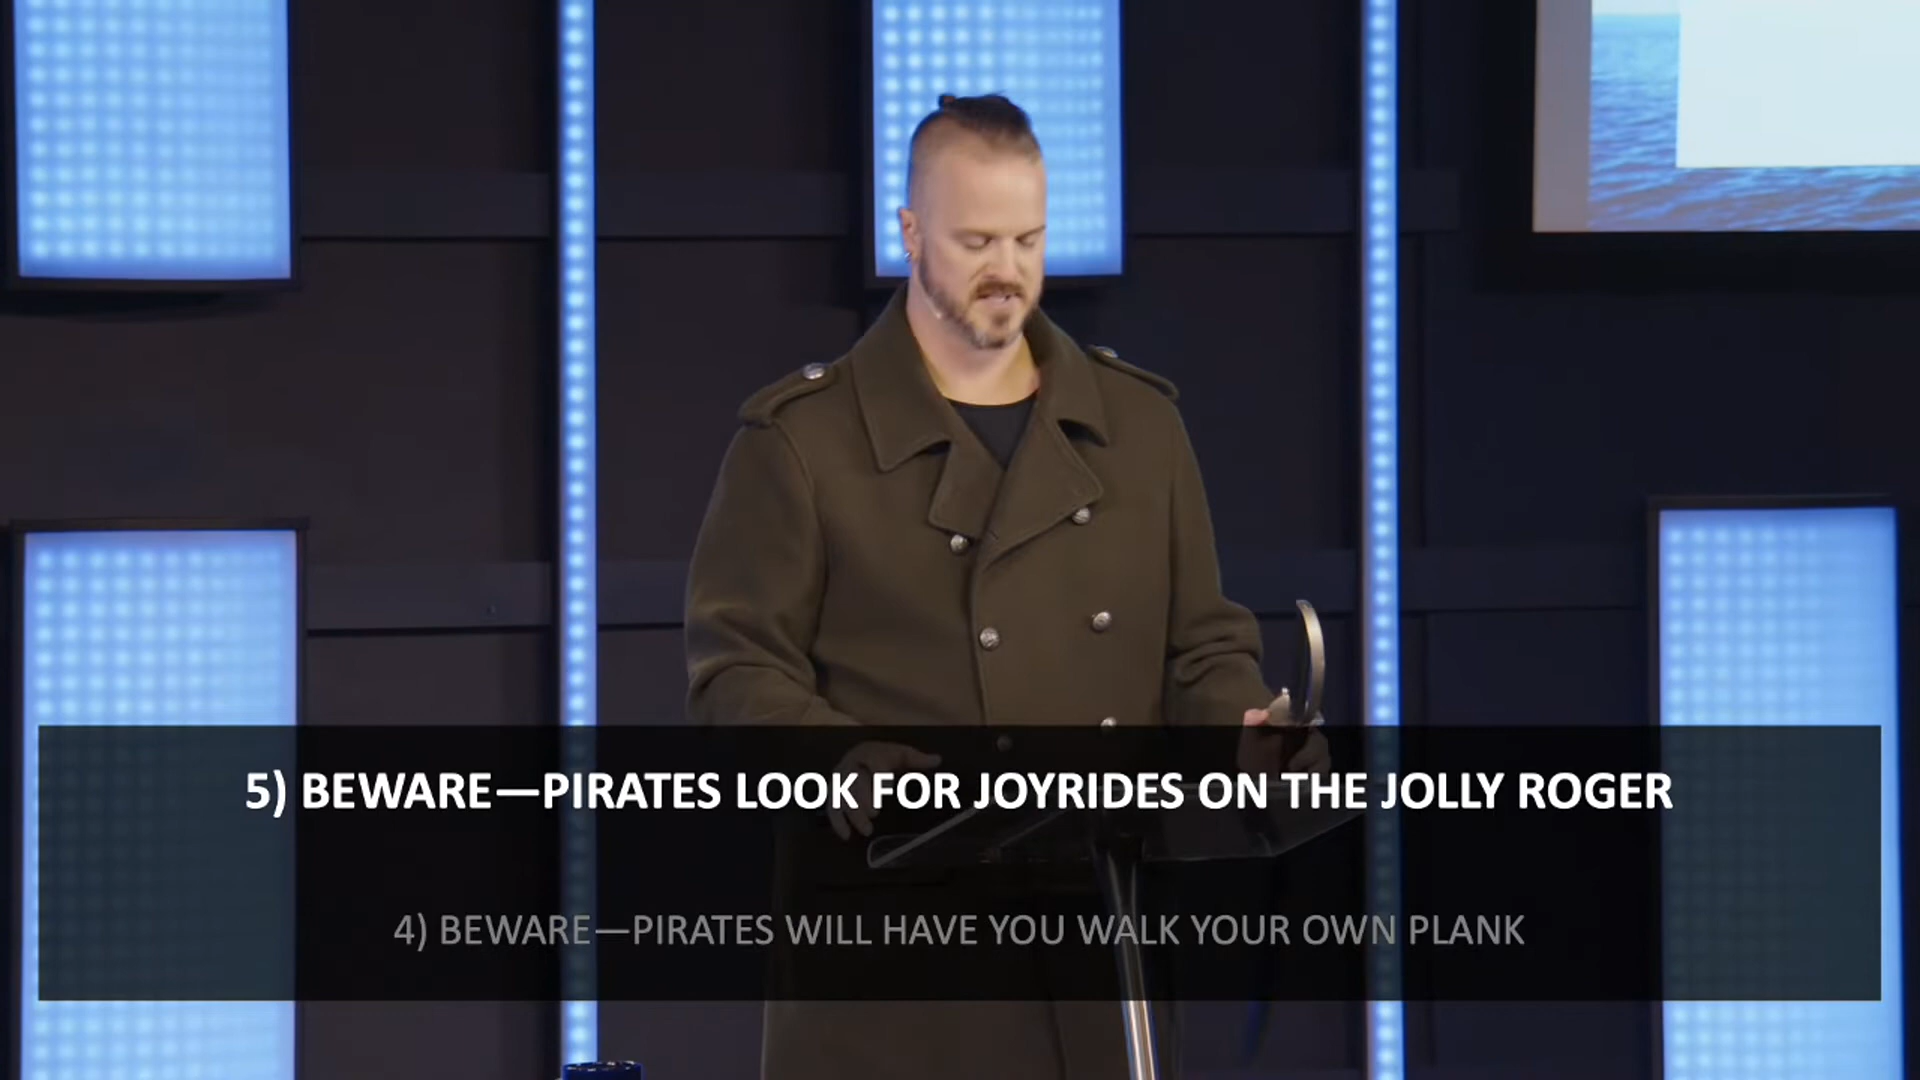 5) BEWARE—PIRATES LOOK FOR JOYRIDES ON THE JOLLY ROGER
4) BEWARE—PIRATES WILL HAVE YOU WALK YOUR OWN PLANK